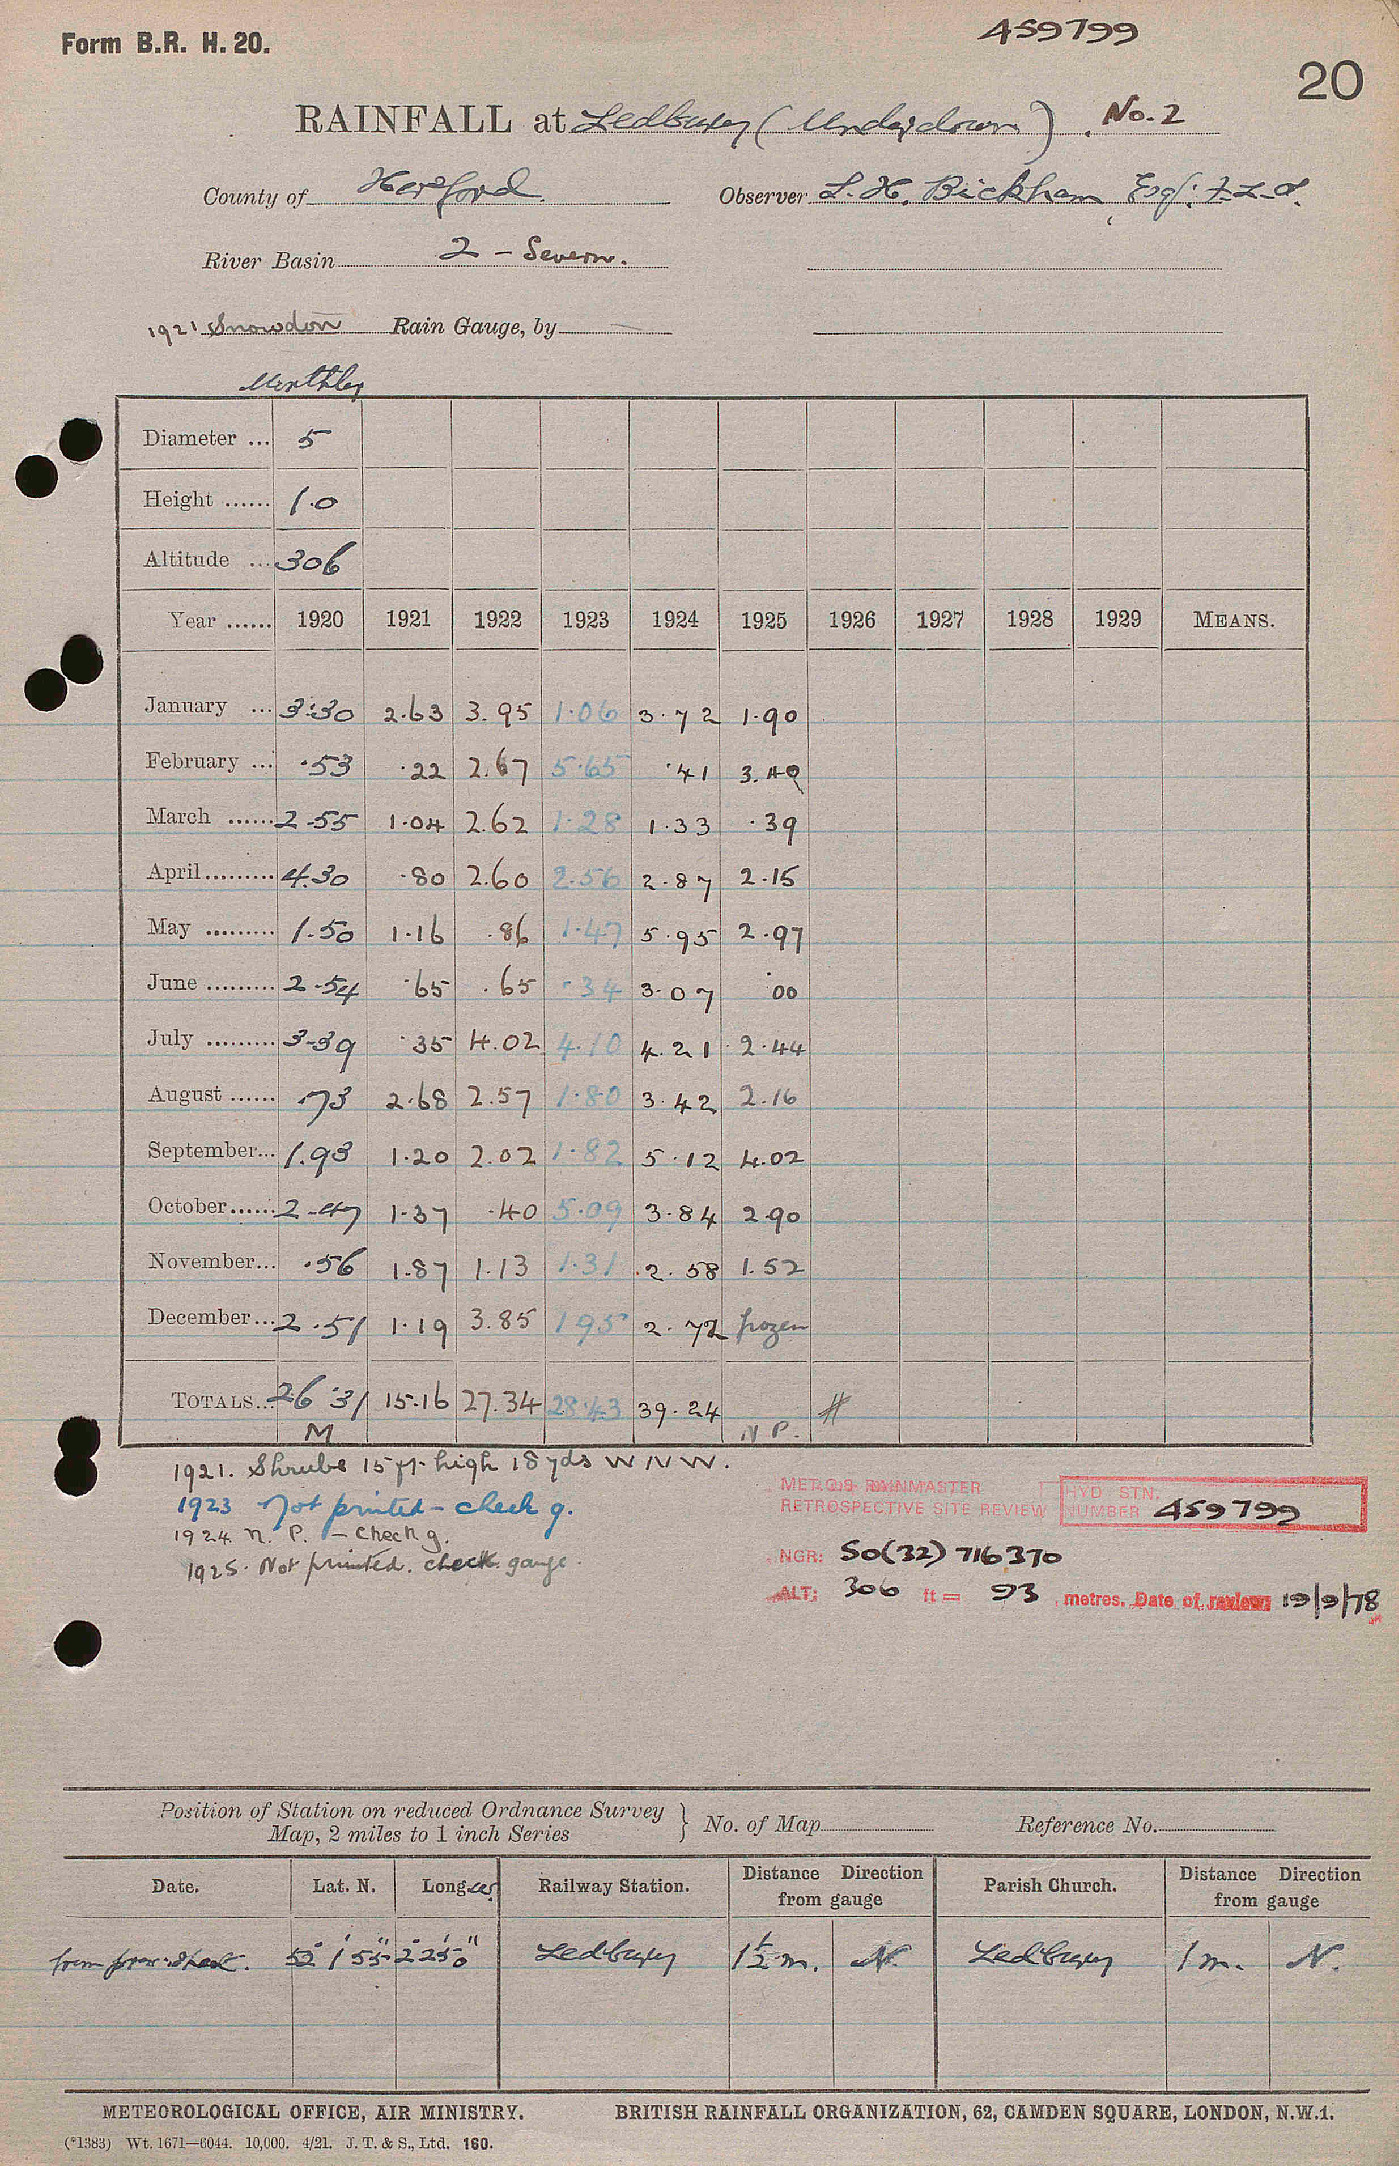 Form B.R. H. 20.
459799
20
RAINFALL at Ledbury (Underdown) No. 2
County of Hereford. Observer S. H. Bickham, Esq: F.L.S.
River Basin 2 - Severn.
1921 Snowdon Rain Gauge, by
Monthly
Diameter ... 5
Height ...... 1.0
Altitude ... 306
Year ...... 1920 1921 1922 1923 1924 1925 1926 1927 1928 1929 MEANS.
January ... 3.30 2.63 3.95 1.06 3.72 1.90
February ... .53 .22 2.67 5.65 .41 3.49
March ...... 2.55 1.04 2.62 1.28 1.33 .39
April ......... 4.30 .80 2.60 2.56 2.87 2.15
May ......... 1.50 1.16 .86 1.47 5.95 2.97
June ......... 2.54 .65 .65 .34 3.07 .00
July ......... 3.39 .35 4.02 4.10 4.21 2.44
August ...... .73 2.68 2.57 1.80 3.42 2.16
September... 1.93 1.20 2.02 1.82 5.12 4.02
October ...... 2.47 1.37 .40 5.09 3.84 2.90
November... .56 1.87 1.13 1.31 2.58 1.52
December... 2.51 1.19 3.85 1.95 2.72 frozen
TOTALS... 26.31 15.16 27.34 28.43 39.24 #
M N P.
1921. Shrubs 15 ft high 18 yds W N W.
1923 Not printed - check g.
1924 N. P. - check g.
1925. Not printed. check gauge.
MET.O.8 RAINMASTER
RETROSPECTIVE SITE REVIEW
HYD STN.
NUMBER 459799
NGR: SO(32) 716370
ALT: 306 ft = 93 metres. Date of review: 19/9/78
Position of Station on reduced Ordnance Survey
Map, 2 miles to 1 inch Series } No. of Map Reference No.
Date. Lat. N. Long. W. Railway Station. Distance Direction from gauge Parish Church. Distance Direction from gauge
from prev. sheet. 52° 1' 55" 2° 25' 0" Ledbury 1½ m. N. Ledbury 1 m. N.
METEOROLOGICAL OFFICE, AIR MINISTRY. BRITISH RAINFALL ORGANIZATION, 62, CAMDEN SQUARE, LONDON, N.W.1.
(*1383) Wt. 1671—6044. 10,000. 4/21. J. T. & S., Ltd. 160.